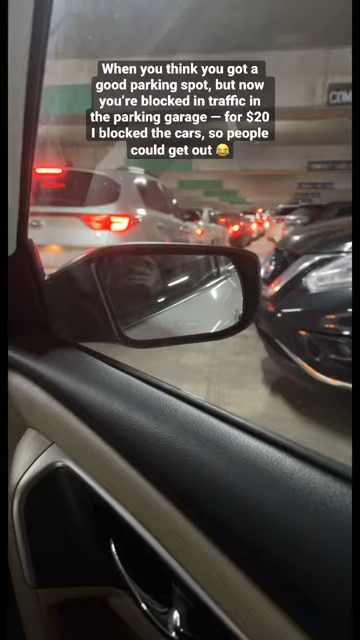 When you think you got a
good parking spot, but now
you're blocked in traffic in
the parking garage — for $20
I blocked the cars, so people
could get out 😂
COM